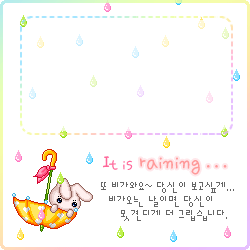 It is raining...
또 비가와요~ 당신이 보고싶게...
비가오는 날이면 당신이
못견디게 더 그립습니다.